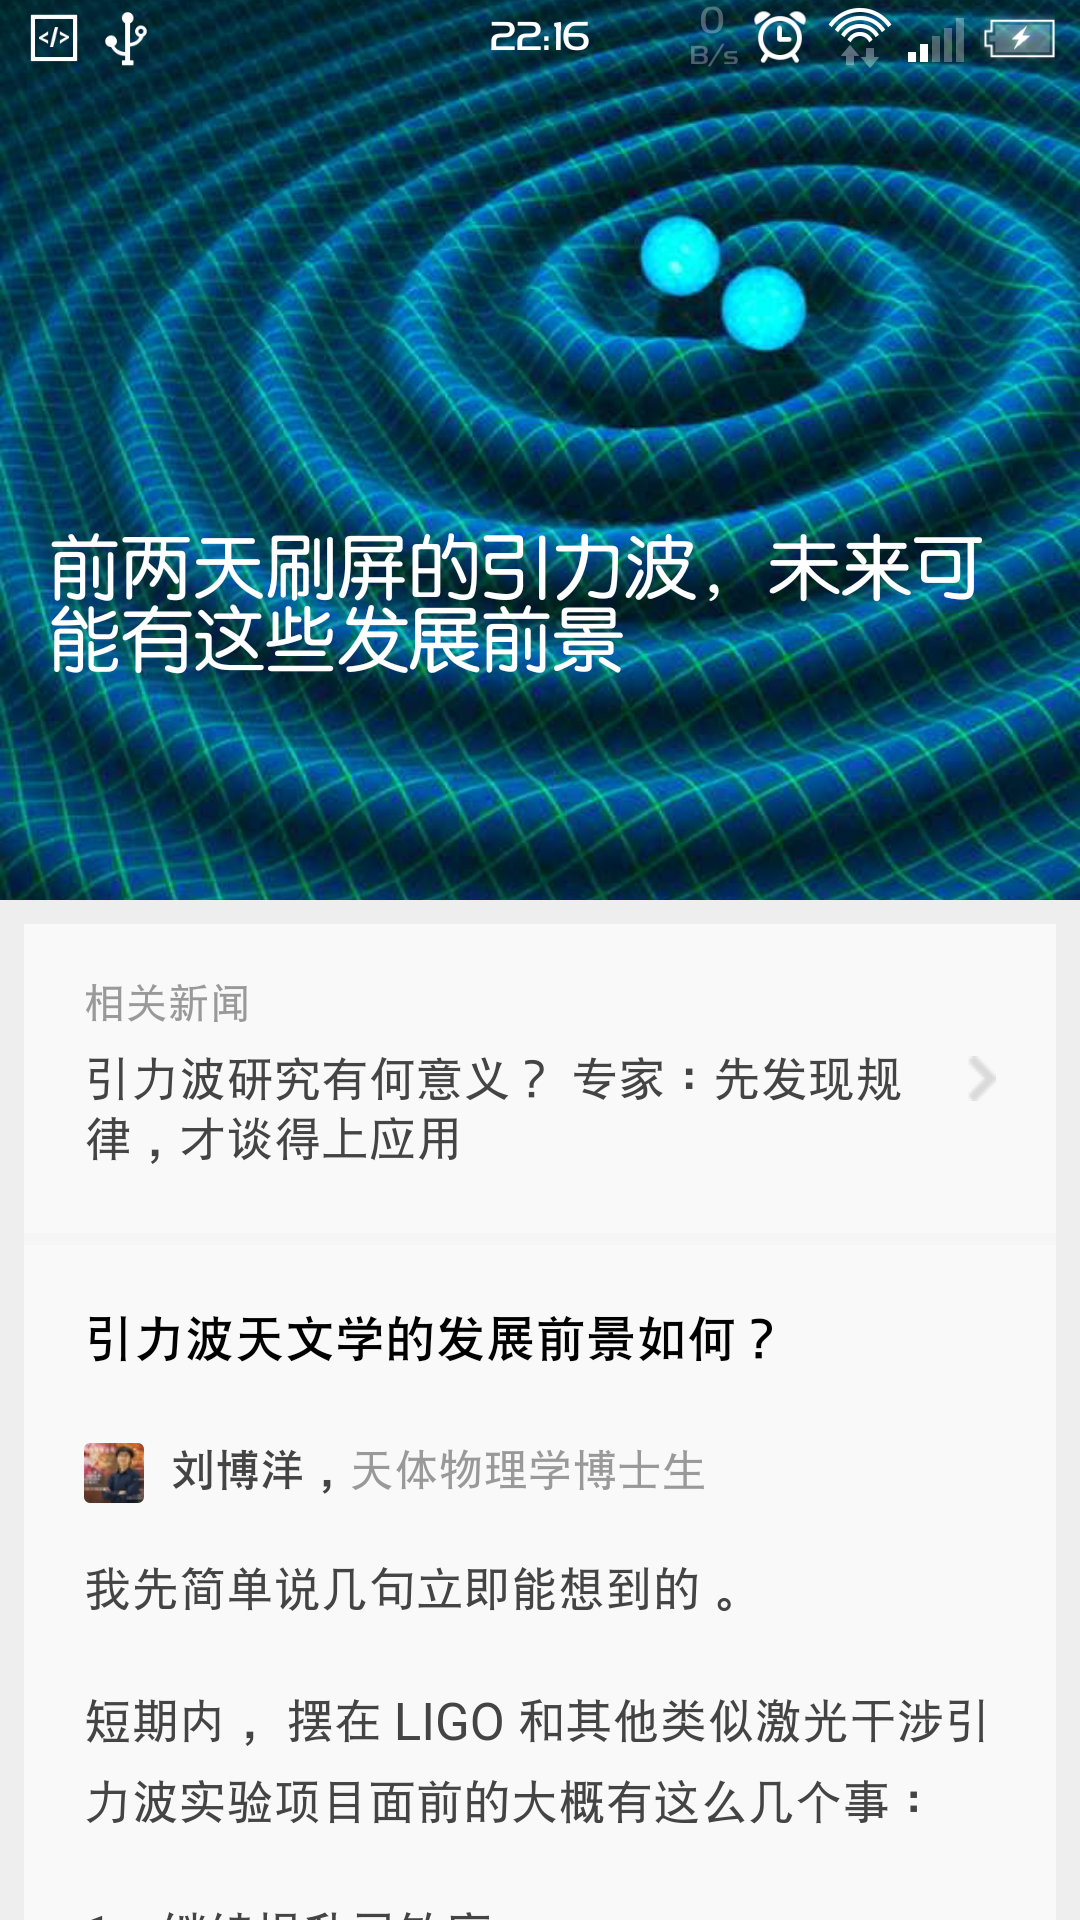 22:16
0
B/s
前两天刷屏的引力波，未来可
能有这些发展前景
相关新闻
引力波研究有何意义？ 专家：先发现规
律，才谈得上应用
引力波天文学的发展前景如何？
刘博洋，天体物理学博士生
我先简单说几句立即能想到的。
短期内， 摆在 LIGO 和其他类似激光干涉引
力波实验项目面前的大概有这么几个事：